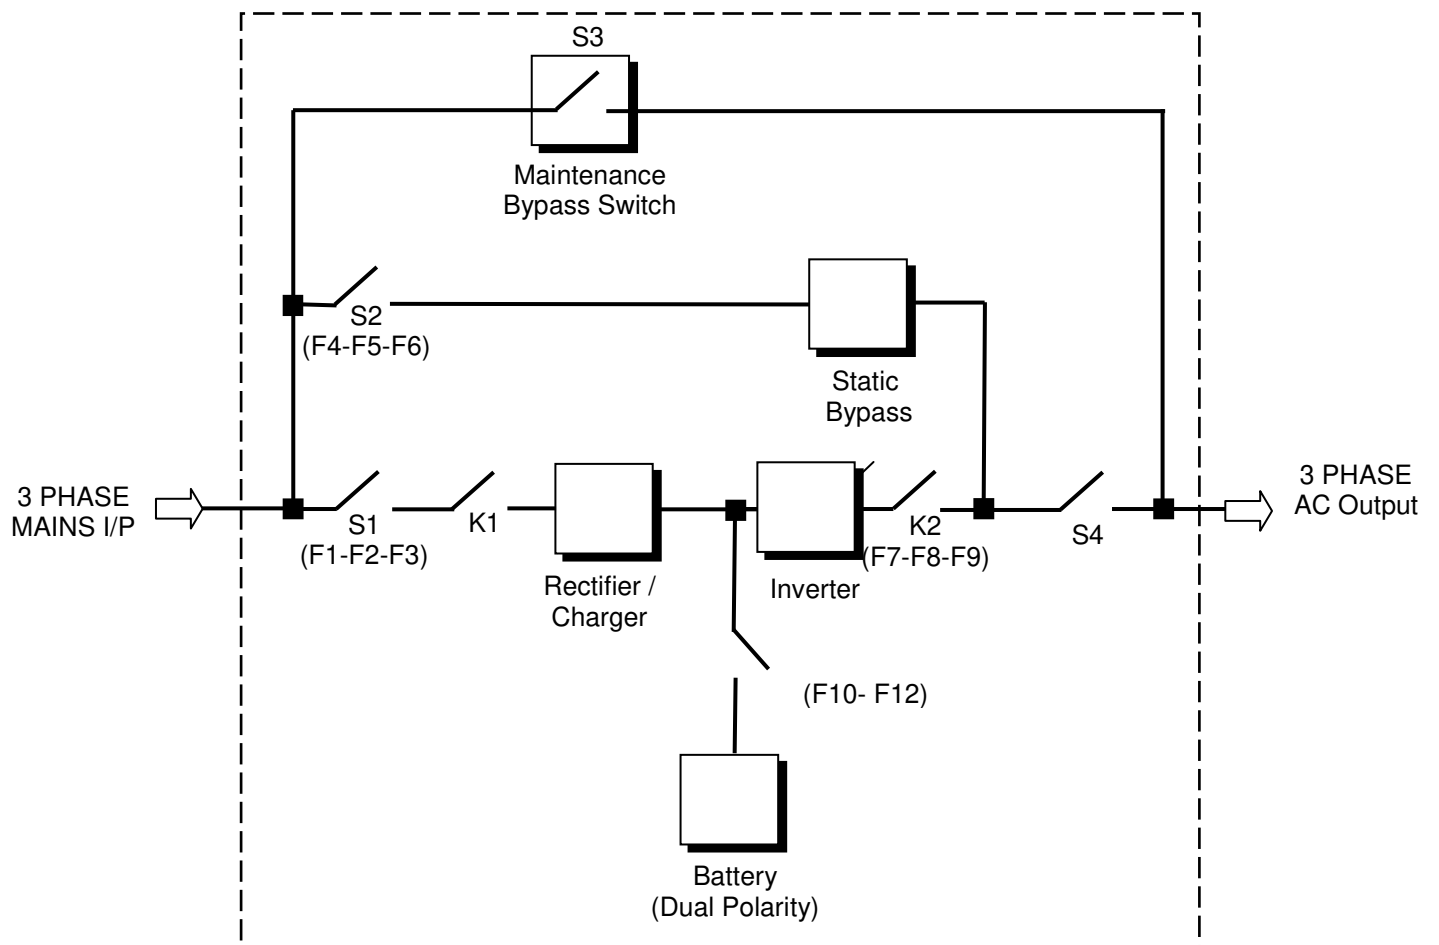 S3
Maintenance
Bypass Switch
S2
(F4-F5-F6)
Static
Bypass
3 PHASE
MAINS I/P
S1
(F1-F2-F3)
K1
Rectifier /
Charger
Inverter
K2
(F7-F8-F9)
S4
3 PHASE
AC Output
(F10- F12)
Battery
(Dual Polarity)